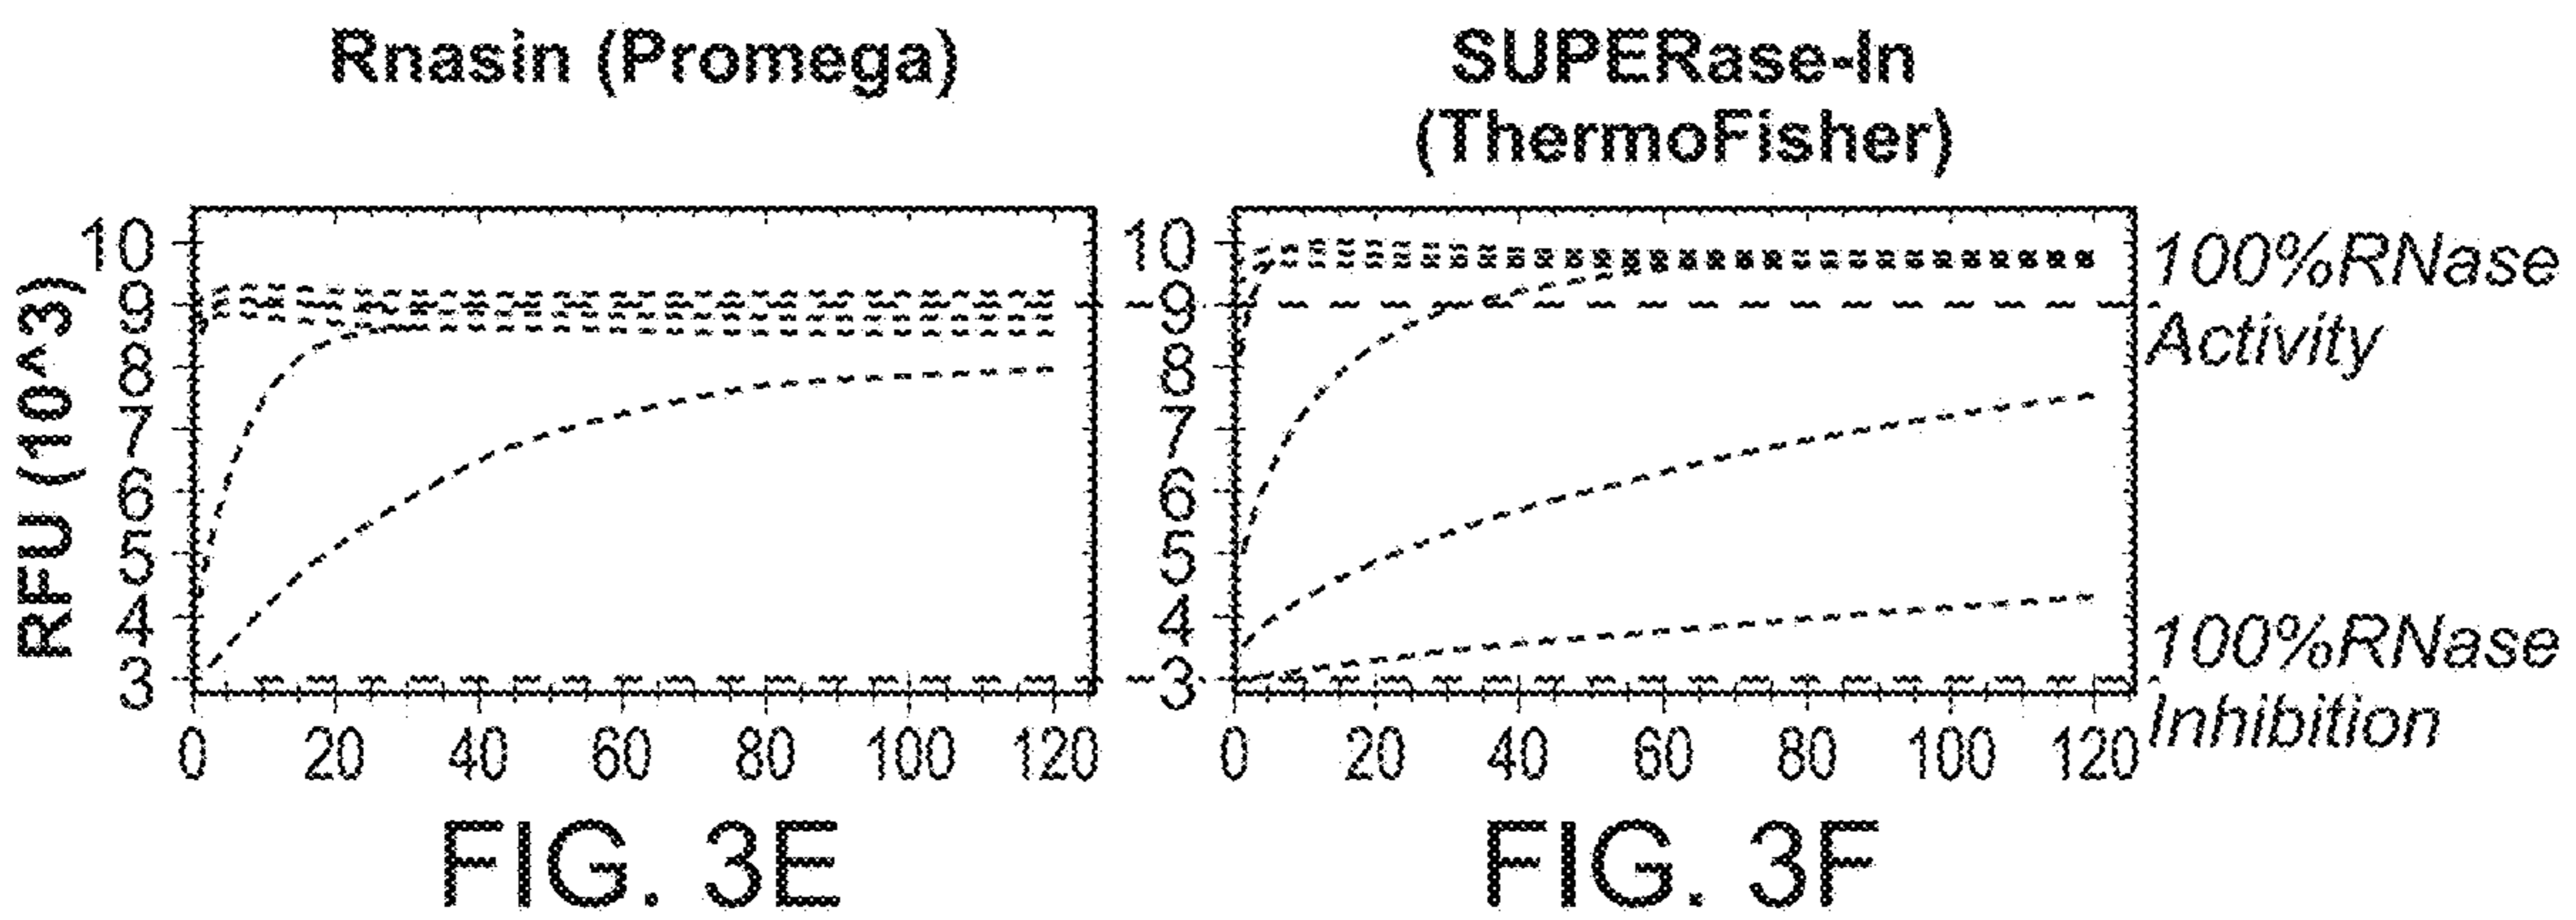 Rnasin (Promega)
SUPERase-In
(ThermoFisher)
RFU (10^3)
10
9
8
7
6
5
4
3
0 20 40 60 80 100 120
10
9
8
7
6
5
4
3
0 20 40 60 80 100 120
100%RNase
Activity
100%RNase
Inhibition
FIG. 3E
FIG. 3F